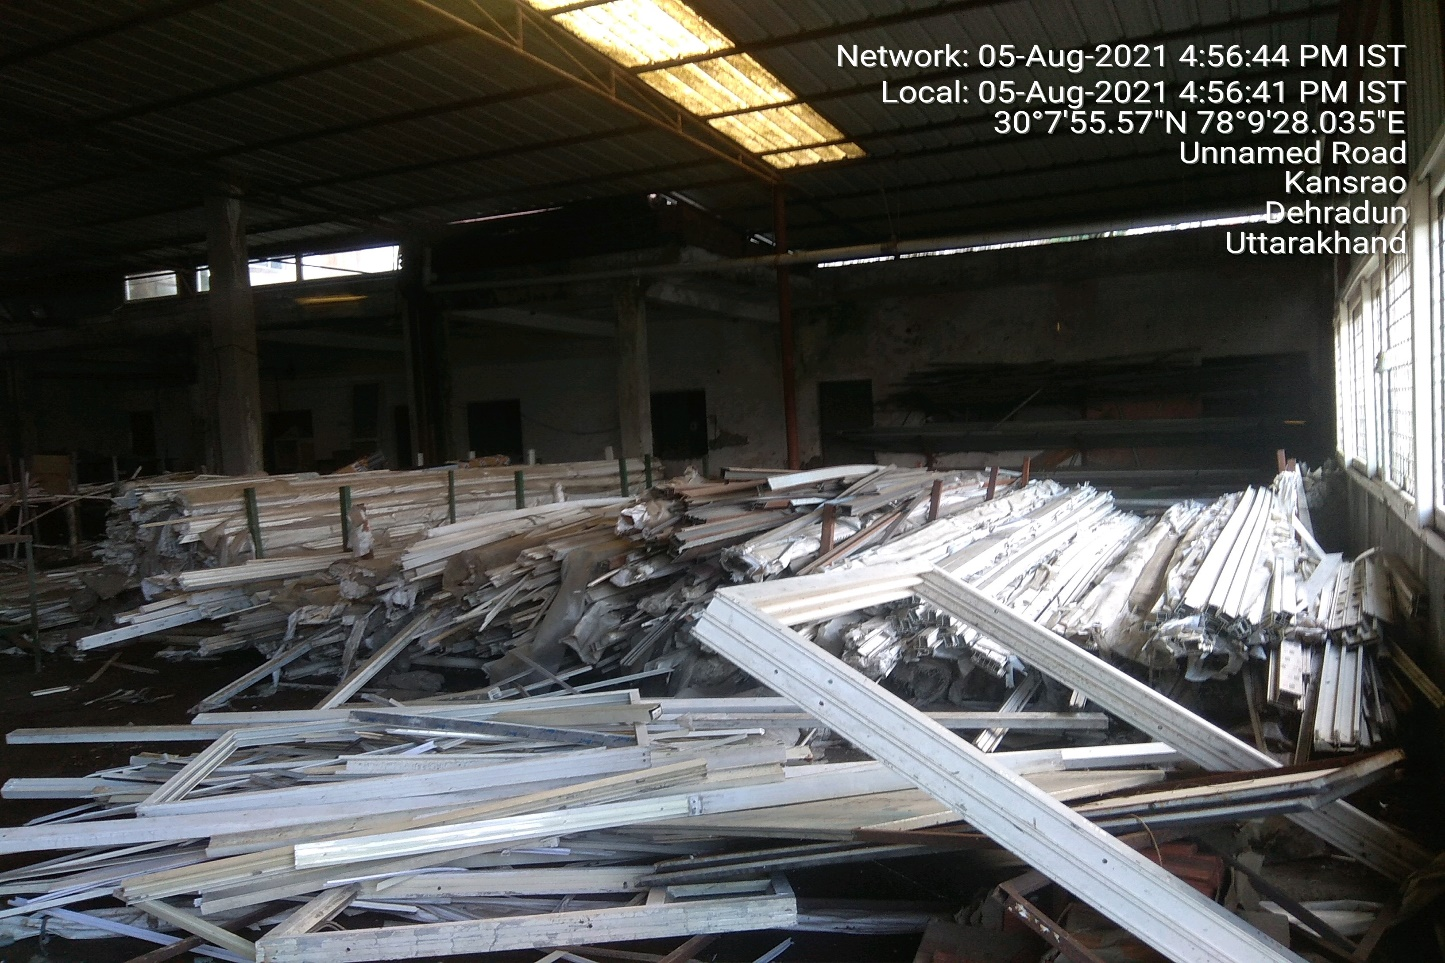 Network: 05-Aug-2021 4:56:44 PM IST
Local: 05-Aug-2021 4:56:41 PM IST
30°7'55.57"N 78°9'28.035"E
Unnamed Road
Kansrao
Dehradun
Uttarakhand